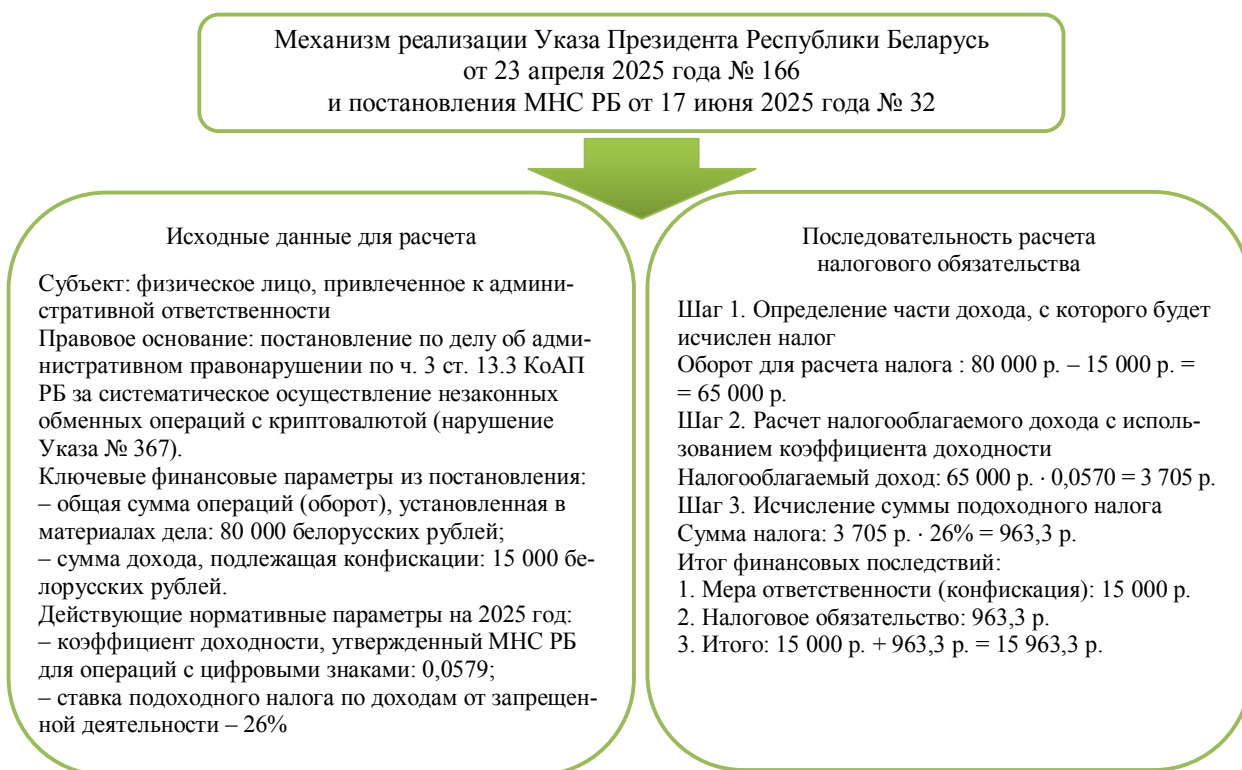 Механизм реализации Указа Президента Республики Беларусь
от 23 апреля 2025 года № 166
и постановления МНС РБ от 17 июня 2025 года № 32
Исходные данные для расчета
Субъект: физическое лицо, привлеченное к админи-
стративной ответственности
Правовое основание: постановление по делу об адми-
нистративном правонарушении по ч. 3 ст. 13.3 КоАП
РБ за систематическое осуществление незаконных
обменных операций с криптовалютой (нарушение
Указа № 367).
Ключевые финансовые параметры из постановления:
– общая сумма операций (оборот), установленная в
материалах дела: 80 000 белорусских рублей;
– сумма дохода, подлежащая конфискации: 15 000 бе-
лорусских рублей.
Действующие нормативные параметры на 2025 год:
– коэффициент доходности, утвержденный МНС РБ
для операций с цифровыми знаками: 0,0579;
– ставка подоходного налога по доходам от запрещен-
ной деятельности – 26%
Последовательность расчета
налогового обязательства
Шаг 1. Определение части дохода, с которого будет
исчислен налог
Оборот для расчета налога : 80 000 р. – 15 000 р. =
= 65 000 р.
Шаг 2. Расчет налогооблагаемого дохода с исполь-
зованием коэффициента доходности
Налогооблагаемый доход: 65 000 р. · 0,0570 = 3 705 р.
Шаг 3. Исчисление суммы подоходного налога
Сумма налога: 3 705 р. · 26% = 963,3 р.
Итог финансовых последствий:
1. Мера ответственности (конфискация): 15 000 р.
2. Налоговое обязательство: 963,3 р.
3. Итого: 15 000 р. + 963,3 р. = 15 963,3 р.